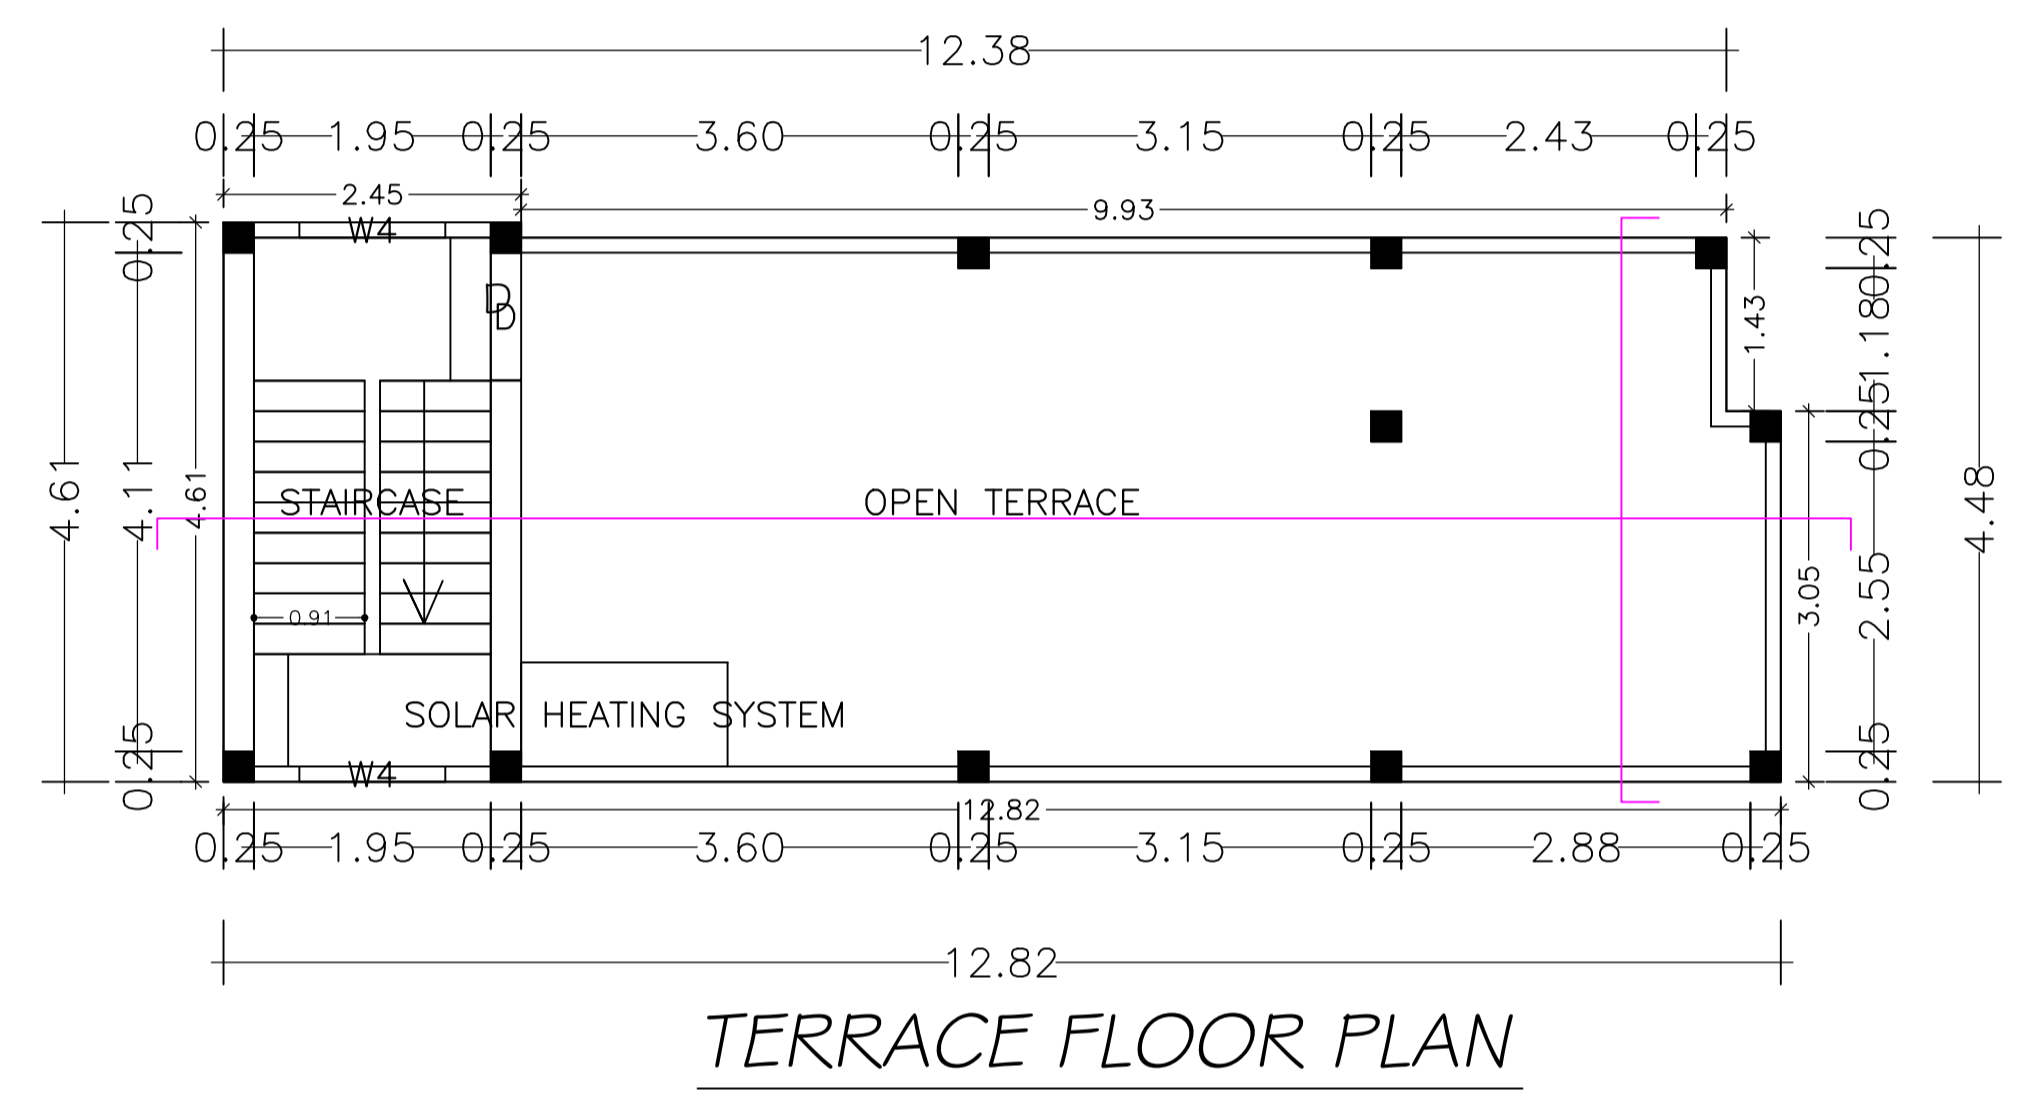 12.38
0.25 1.95 0.25 3.60 0.25 3.15 0.25 2.43 0.25
2.45
9.93
W4
D
D
0.25
4.11
0.25
4.61
4.61
STAIRCASE
OPEN TERRACE
0.91
SOLAR HEATING SYSTEM
W4
1.43
3.05
0.25
1.18
0.25
2.55
0.25
4.48
12.82
0.25 1.95 0.25 3.60 0.25 3.15 0.25 2.88 0.25
12.82
TERRACE FLOOR PLAN